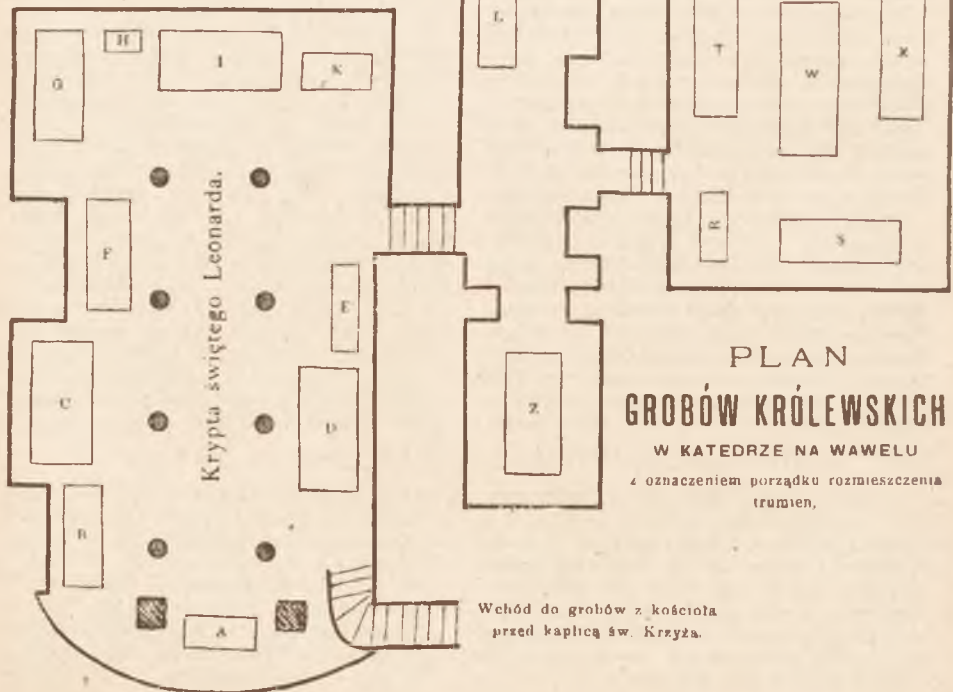 L
H
I
K
G
T
W
X
Krypta świętego Leonarda.
F
R
S
E
C
D
Z
B
A
PLAN
GROBÓW KRÓLEWSKICH
W KATEDRZE NA WAWELU
z oznaczeniem porządku rozmieszczenia
trumien,
Wchód do grobów z kościoła
przed kaplicą św. Krzyża.